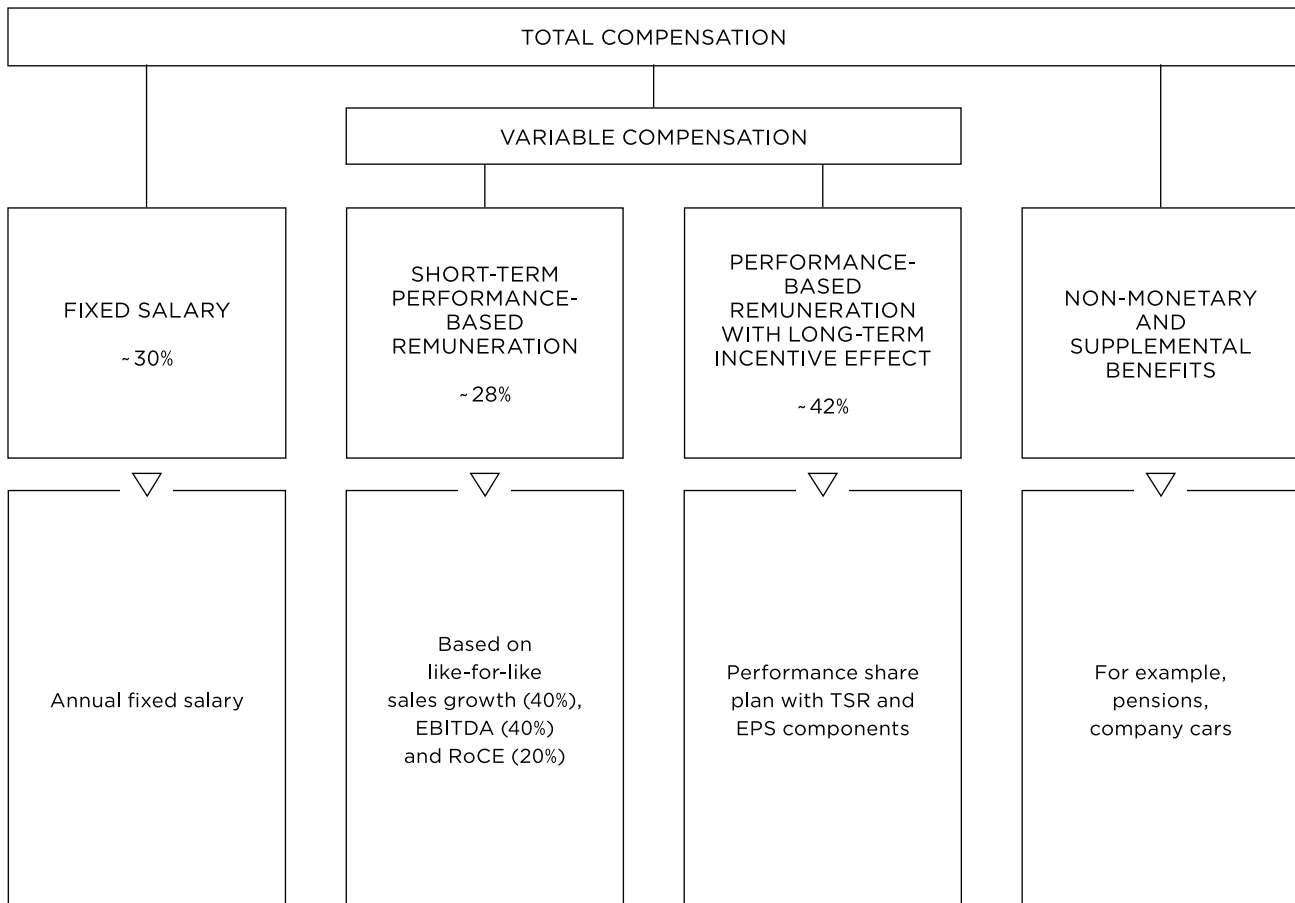 TOTAL COMPENSATION
VARIABLE COMPENSATION
FIXED SALARY
~ 30%
SHORT-TERM
PERFORMANCE-
BASED
REMUNERATION
~ 28%
PERFORMANCE-
BASED
REMUNERATION
WITH LONG-TERM
INCENTIVE EFFECT
~ 42%
NON-MONETARY
AND
SUPPLEMENTAL
BENEFITS
Annual fixed salary
Based on
like-for-like
sales growth (40%),
EBITDA (40%)
and RoCE (20%)
Performance share
plan with TSR and
EPS components
For example,
pensions,
company cars